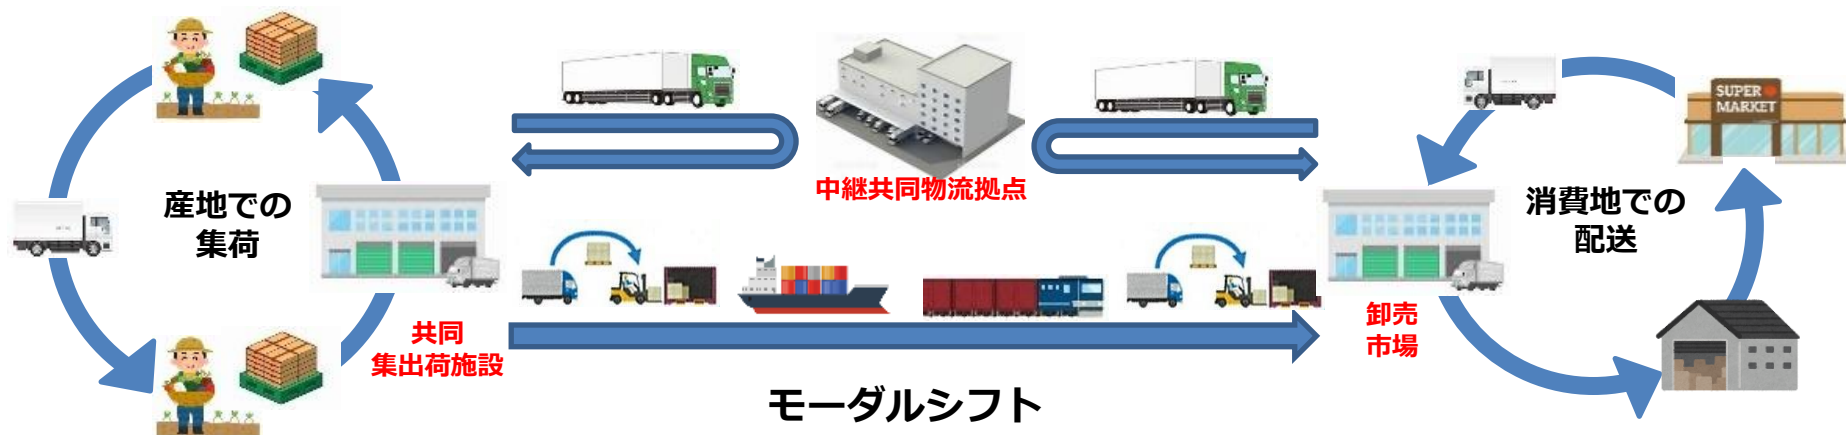 産地での
集荷
共同
集出荷施設
中継共同物流拠点
モーダルシフト
SUPER
MARKET
消費地での
配送
卸売
市場